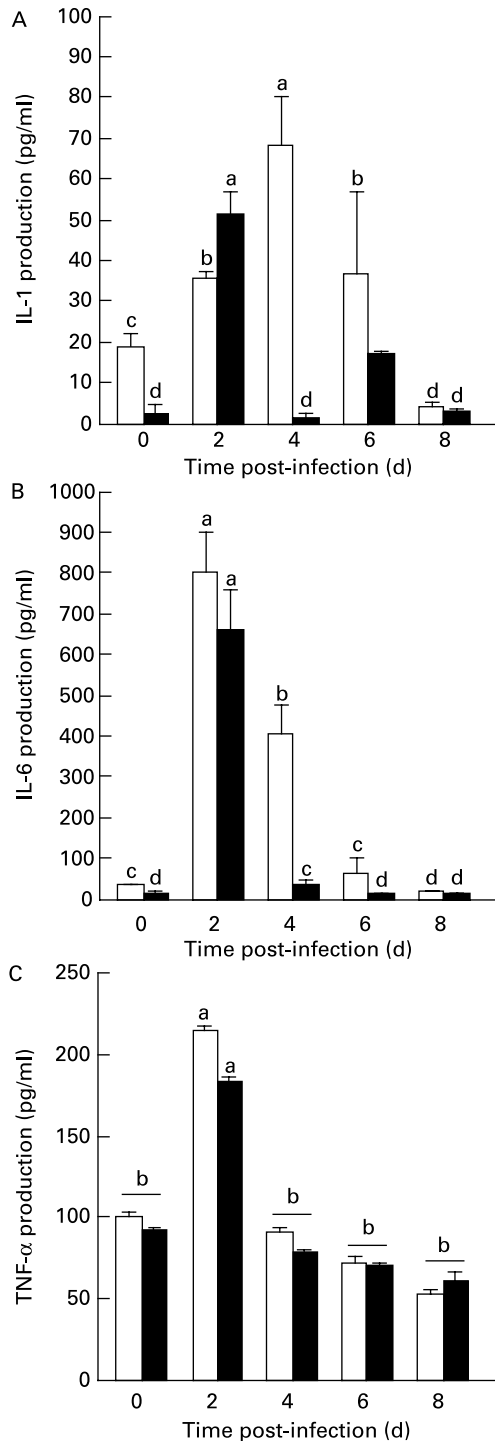 A
IL-1 production (pg/ml)
100
90
80
70
60
50
40
30
20
10
0
c
d
b
a
a
d
b
d
d
0 2 4 6 8
Time post-infection (d)
B
IL-6 production (pg/ml)
1000
900
800
700
600
500
400
300
200
100
0
c
d
a
a
b
c
c
d
d
d
0 2 4 6 8
Time post-infection (d)
C
TNF-α production (pg/ml)
250
200
150
100
50
0
b
a
a
b
b
b
0 2 4 6 8
Time post-infection (d)